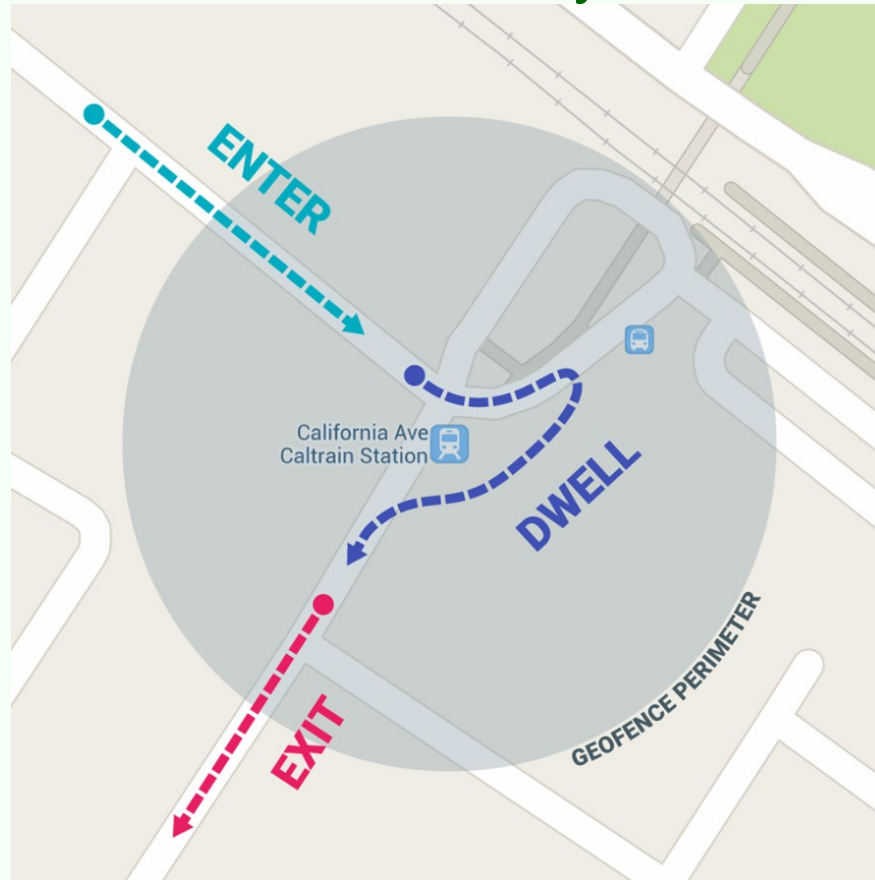 ENTER
California Ave
Caltrain Station
DWELL
GEOFENCE PERIMETER
EXIT